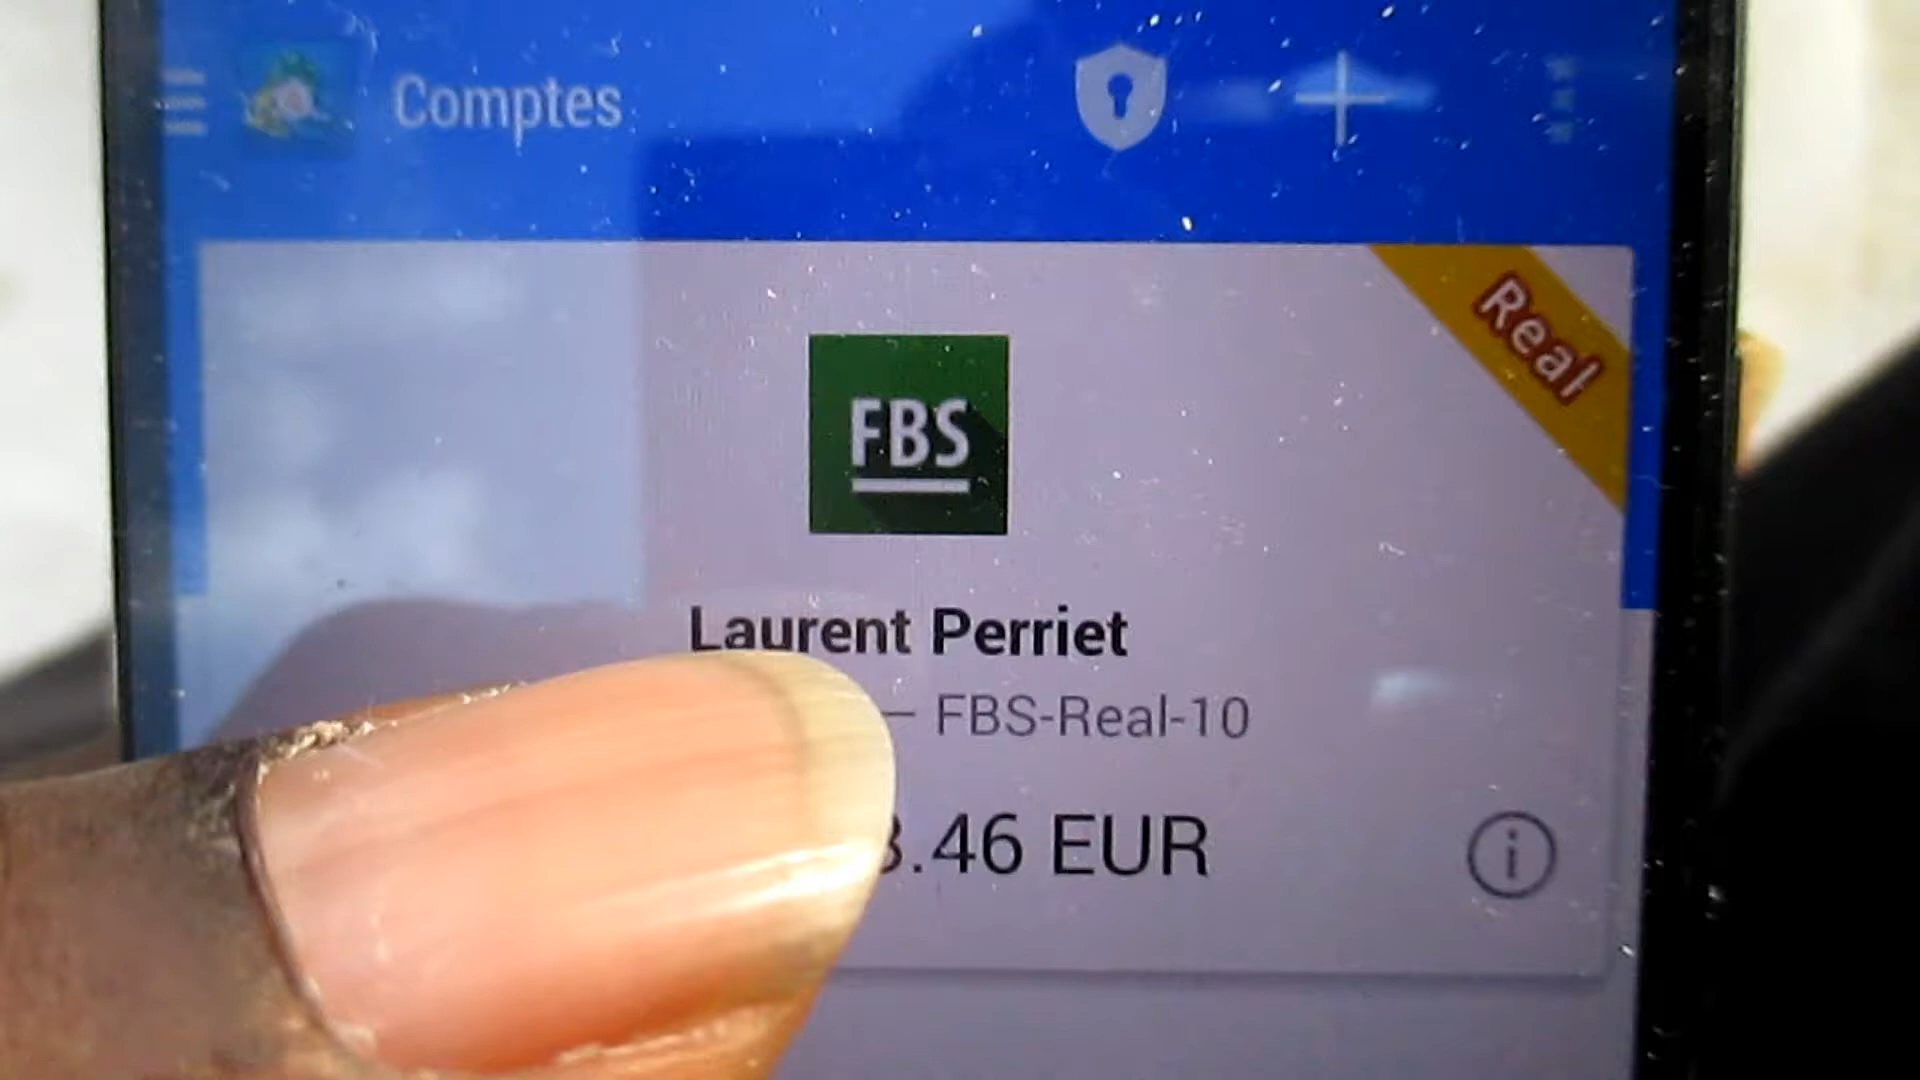 Comptes
Real
FBS
Laurent Perriet
– FBS-Real-10
.46 EUR